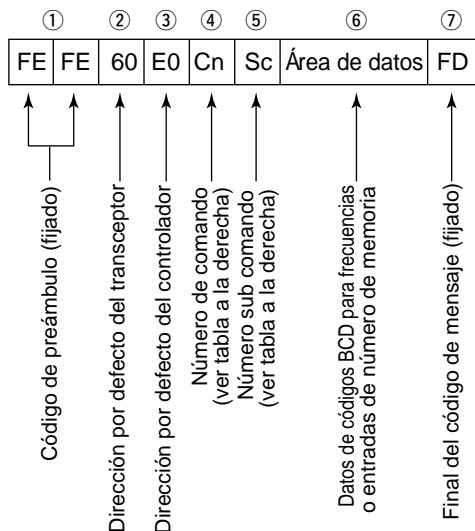 ① ② ③ ④ ⑤ ⑥ ⑦
FE FE 60 E0 Cn Sc Área de datos FD
Código de preámbulo (fijado)
Dirección por defecto del transceptor
Dirección por defecto del controlador
Número de comando
(ver tabla a la derecha)
Número sub comando
(ver tabla a la derecha)
Datos de códigos BCD para frecuencias
o entradas de número de memoria
Final del código de mensaje (fijado)